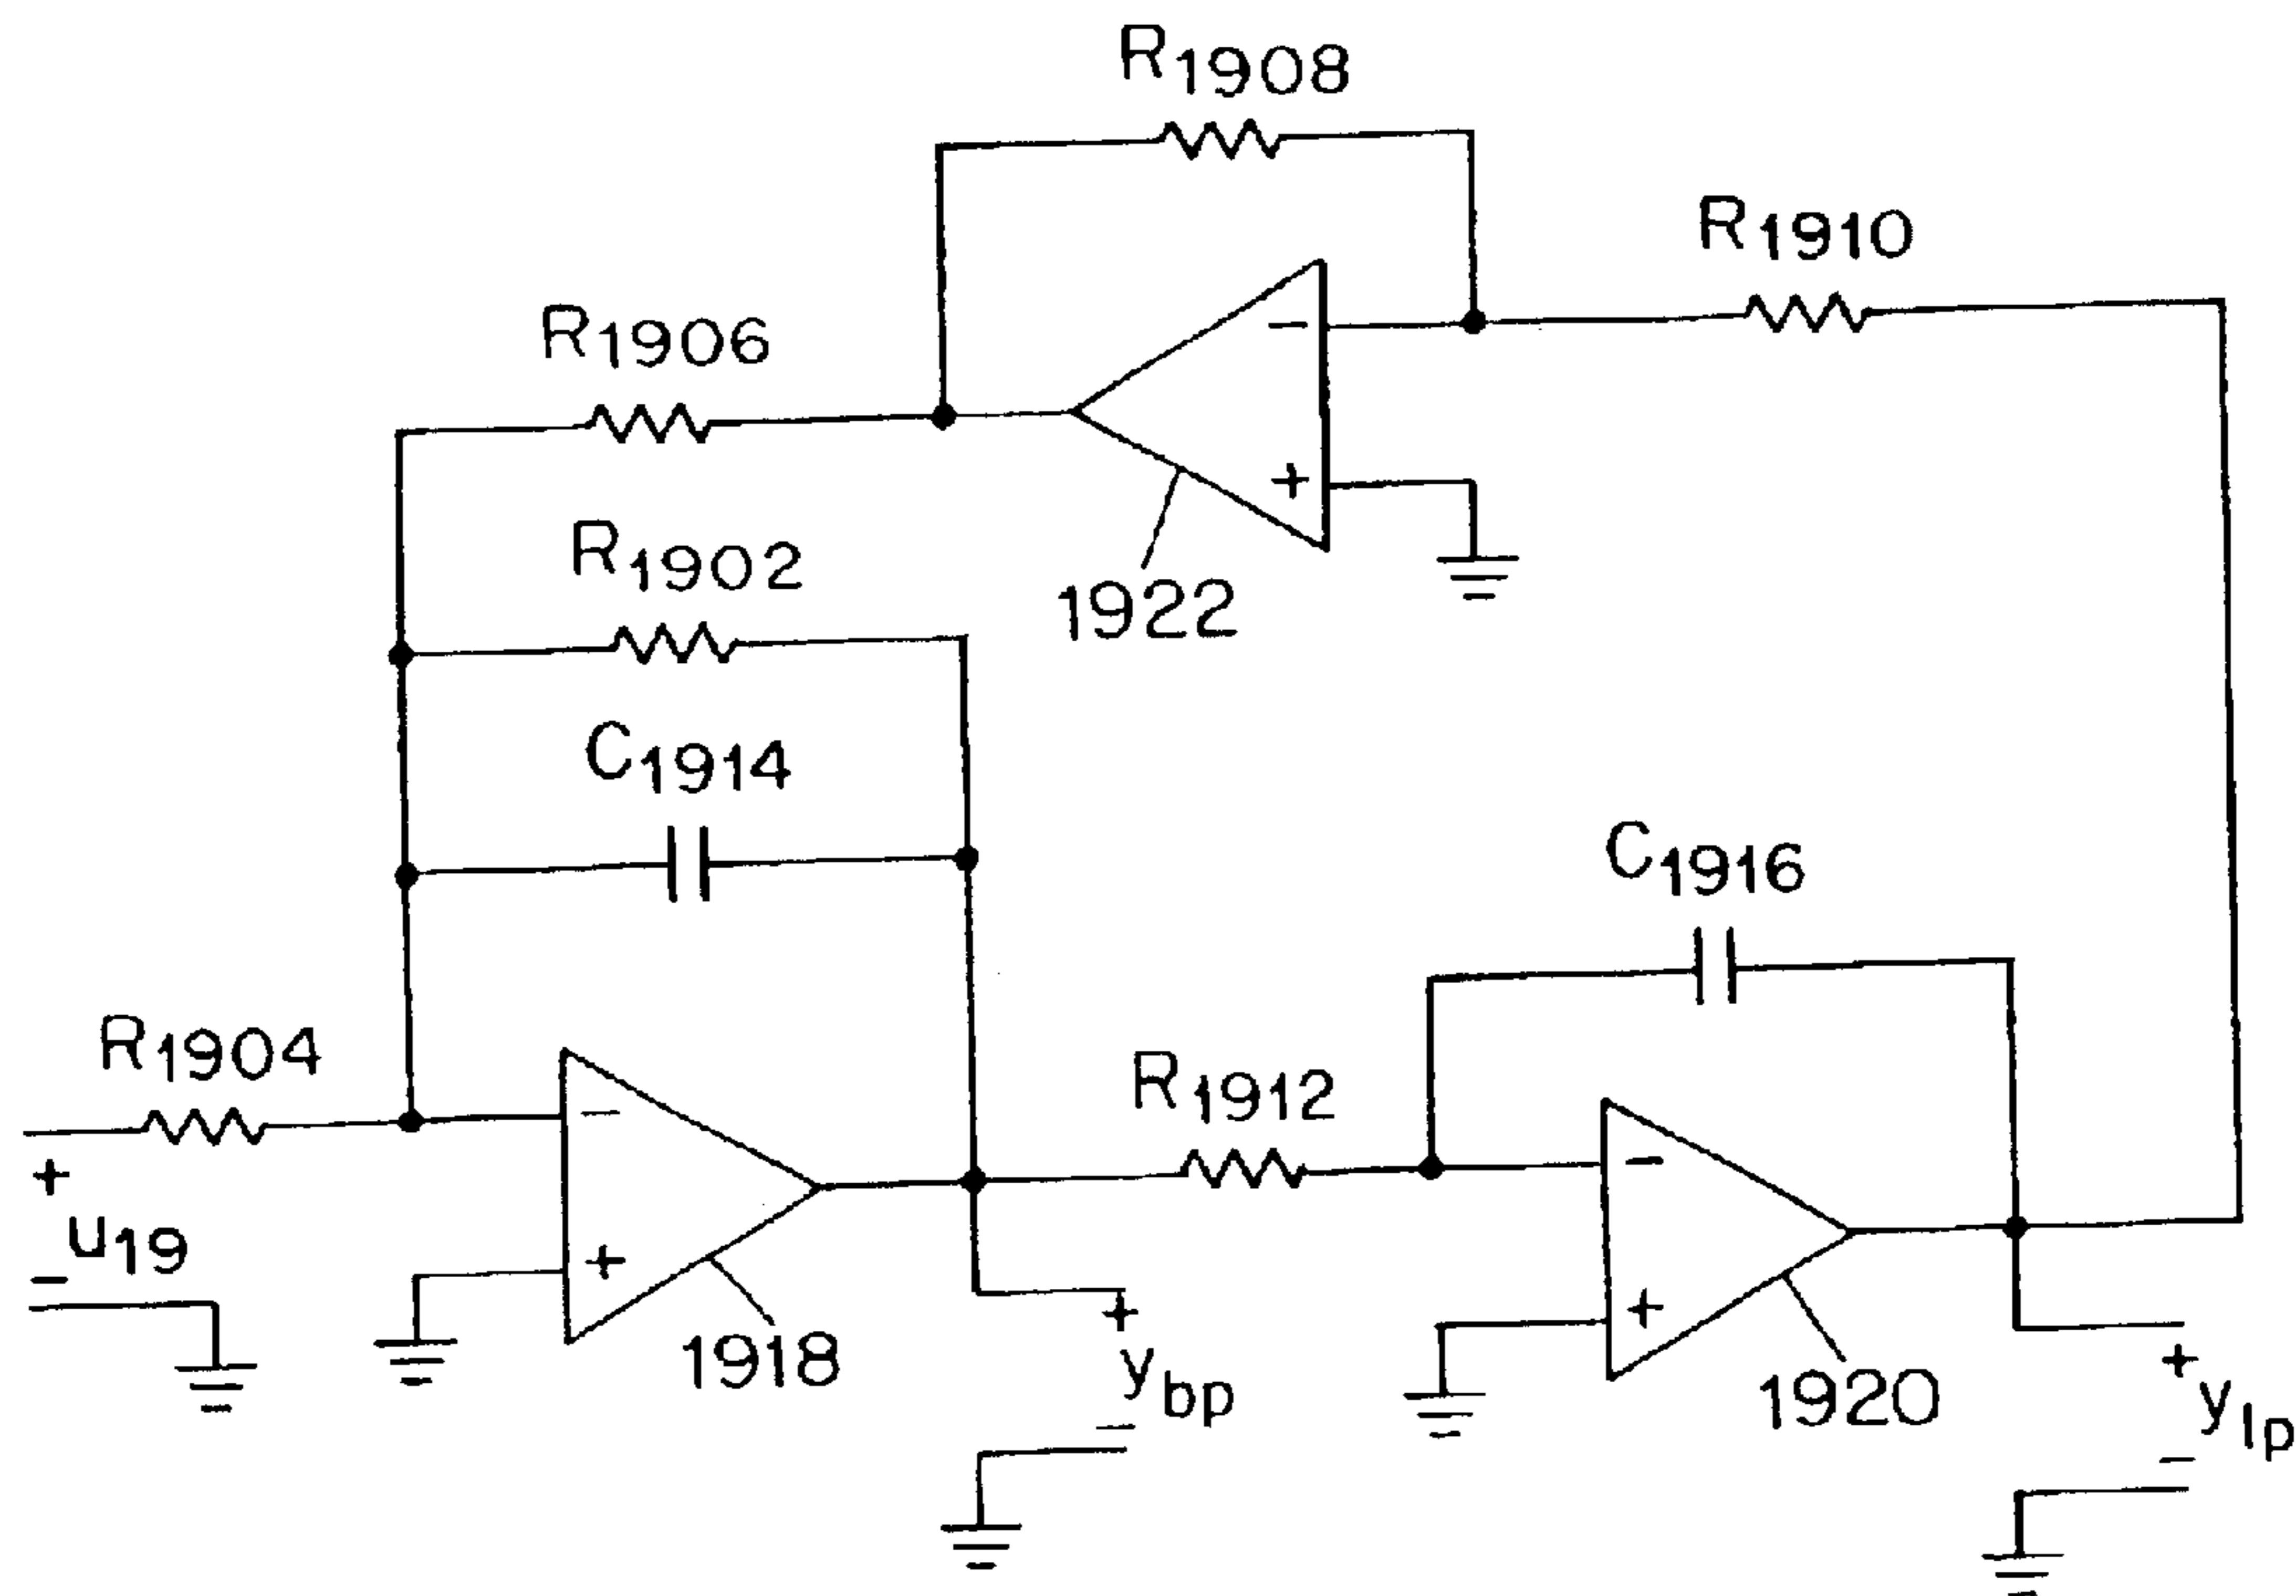 R1908
R1910
R1906
-
+
R1902
1922
C1914
C1916
R1904
R1912
-
-
+
u19
-
+
+
1918
+
ybp
-
1920
+
ylp
-